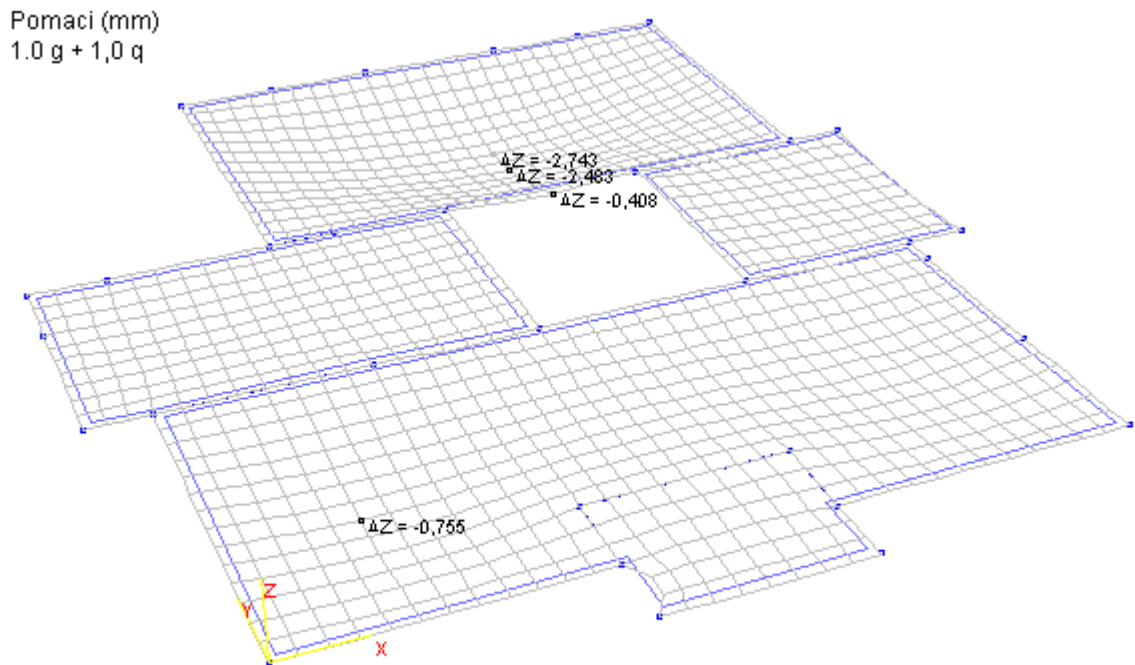 Pomaci (mm)
1.0 g + 1,0 q
ΔZ = -2,743
ΔZ = -2,483
ΔZ = -0,408
ΔZ = -0,755
Z
Y
X